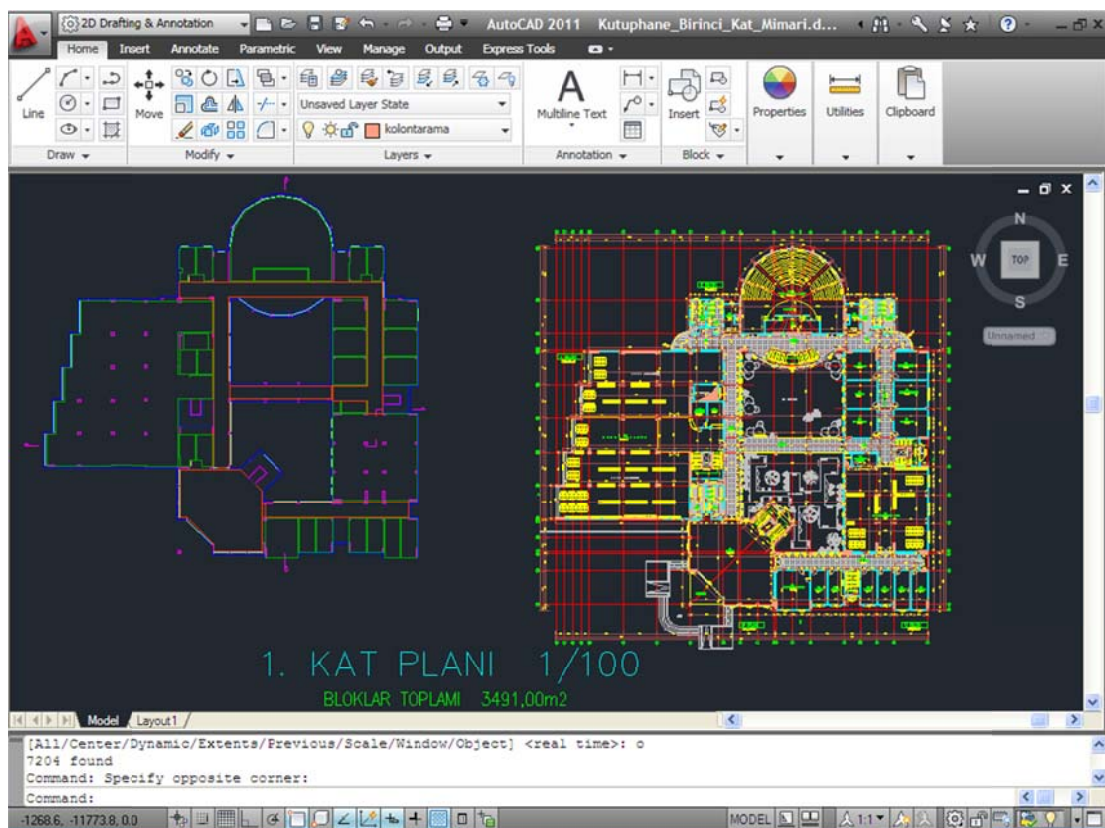 2D Drafting & Annotation AutoCAD 2011 Kutuphane_Birinci_Kat_Mimari.d...
Home Insert Annotate Parametric View Manage Output Express Tools
Line Move Unsaved Layer State Multiline Text Insert Properties Utilities Clipboard
kolontarama
Draw Modify Layers Annotation Block
N
W TOP E
S
Unnamed
1. KAT PLANI 1/100
BLOKLAR TOPLAMI 3491,00m2
Model Layout1
[All/Center/Dynamic/Extents/Previous/Scale/Window/Object] <real time>: o
7204 found
Command: Specify opposite corner:
Command:
-1268.6, -11773.8, 0.0 MODEL 1:1